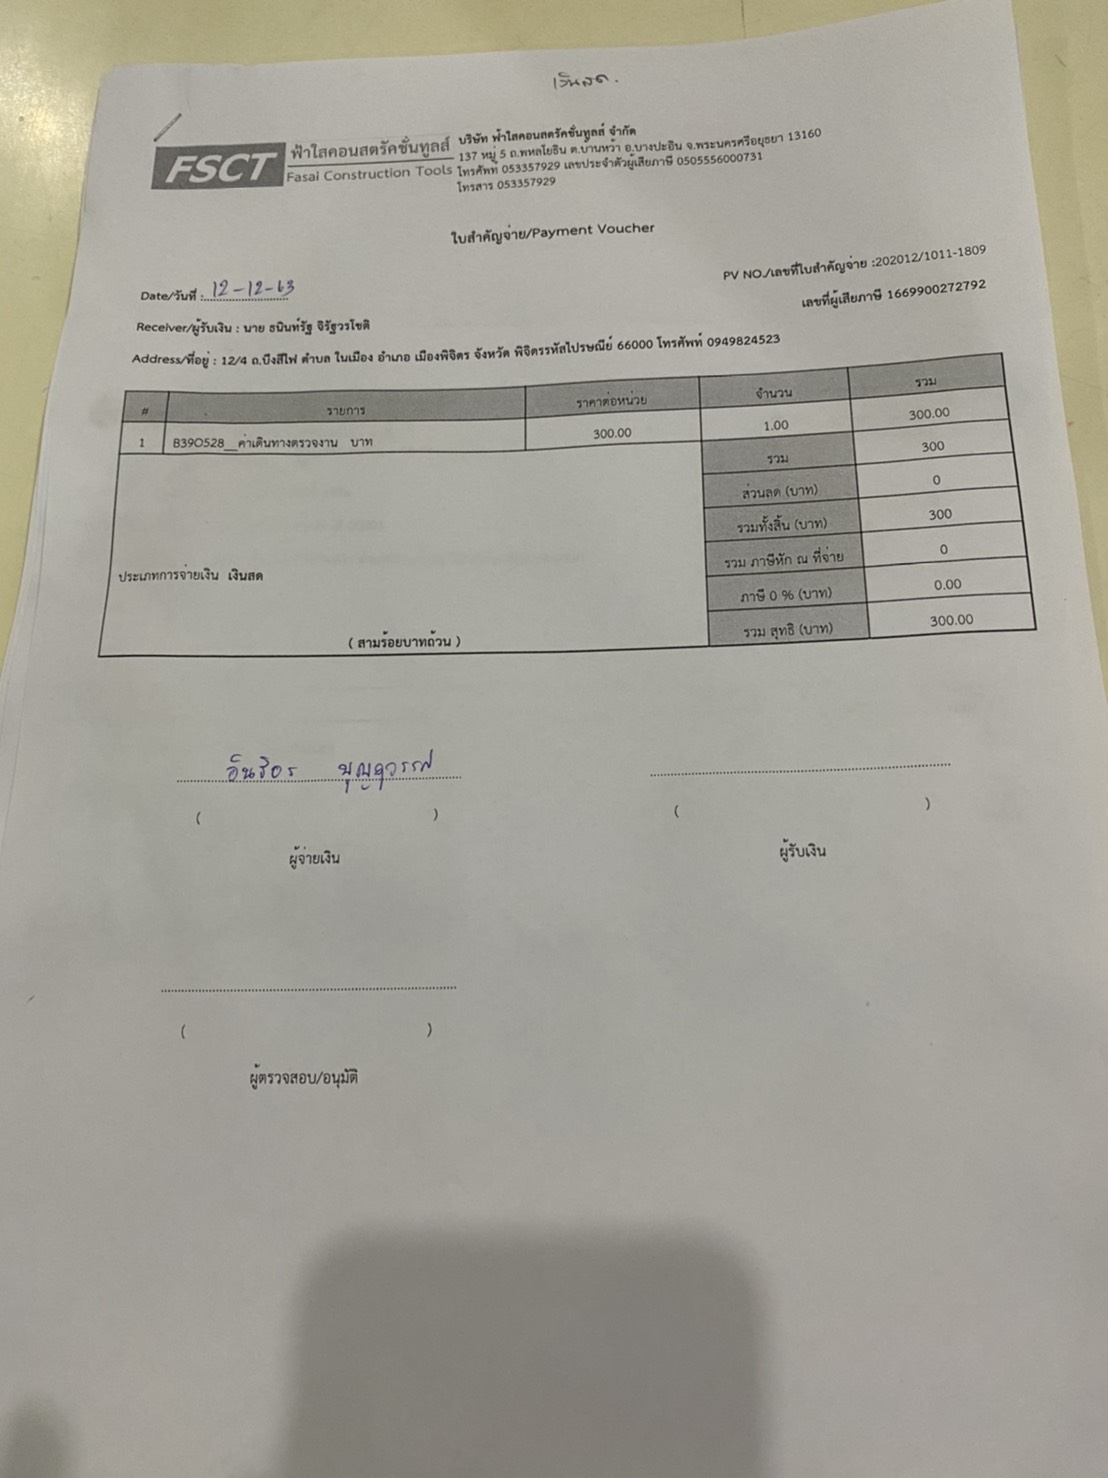 เงินสด.
FSCT ฟ้าใสคอนสตรัคชั่นทูลส์
Fasai Construction Tools
บริษัท ฟ้าใสคอนสตรัคชั่นทูลส์ จำกัด
137 หมู่ 5 ถ.พหลโยธิน ต.บ้านหว้า อ.บางปะอิน จ.พระนครศรีอยุธยา 13160
โทรศัพท์ 053357929 เลขประจำตัวผู้เสียภาษี 0505556000731
โทรสาร 053357929
ใบสำคัญจ่าย/Payment Voucher
PV NO./เลขที่ใบสำคัญจ่าย :202012/1011-1809
Date/วันที่ : 12-12-63
เลขที่ผู้เสียภาษี 1669900272792
Receiver/ผู้รับเงิน : นาย ธนินท์รัฐ จิรัฐวรโชติ
Address/ที่อยู่ : 12/4 ถ.บึงสีไฟ ตำบล ในเมือง อำเภอ เมืองพิจิตร จังหวัด พิจิตรรหัสไปรษณีย์ 66000 โทรศัพท์ 0949824523
# รายการ ราคาต่อหน่วย จำนวน รวม
1 B390528__ค่าเดินทางตรวจงาน บาท 300.00 1.00 300.00
รวม 300
ส่วนลด (บาท) 0
รวมทั้งสิ้น (บาท) 300
รวม ภาษีหัก ณ ที่จ่าย 0
ประเภทการจ่ายเงิน เงินสด
ภาษี 0 % (บาท) 0.00
( สามร้อยบาทถ้วน )
รวม สุทธิ (บาท) 300.00
( )
( )
ผู้จ่ายเงิน
ผู้รับเงิน
( )
ผู้ตรวจสอบ/อนุมัติ